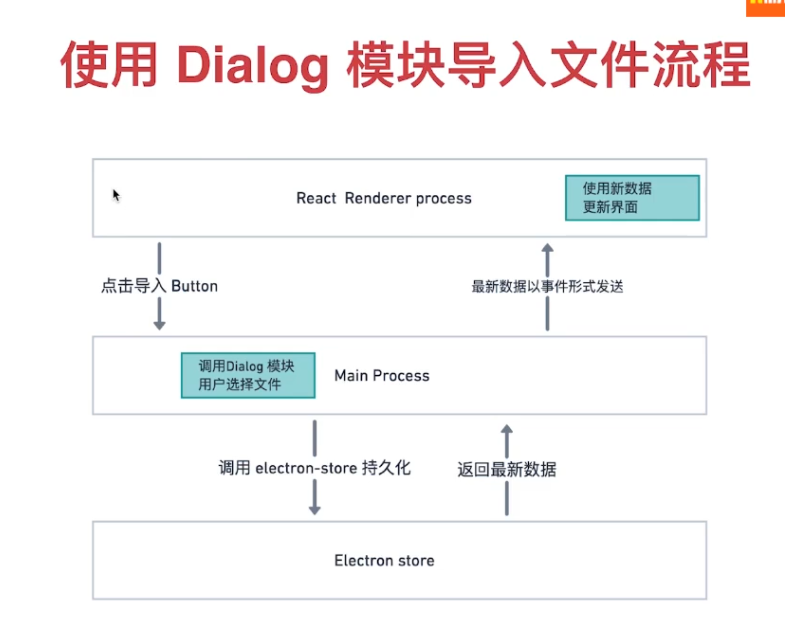 使用 Dialog 模块导入文件流程
React Renderer process
使用新数据
更新界面
点击导入 Button
最新数据以事件形式发送
调用Dialog 模块
用户选择文件
Main Process
调用 electron-store 持久化
返回最新数据
Electron store